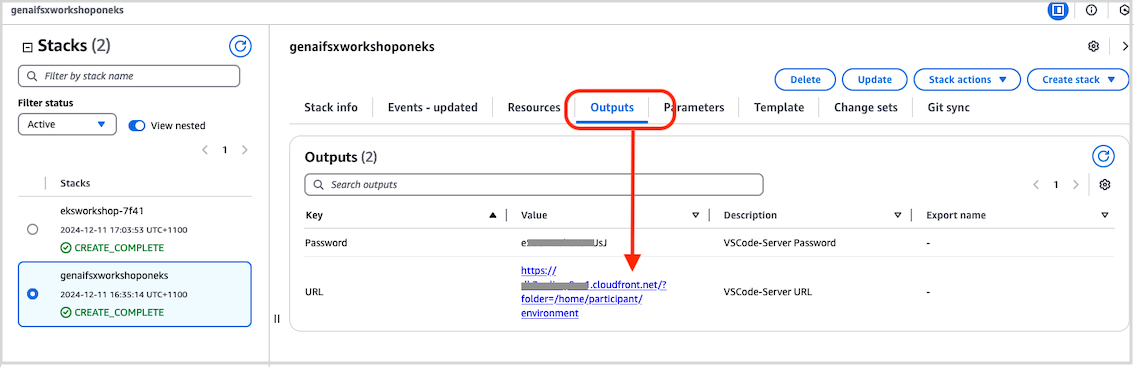 genaifsxworkshoponeks
Stacks (2)
Filter by stack name
Filter status
Active
View nested
1
Stacks
eksworkshop-7f41
2024-12-11 17:03:53 UTC+1100
CREATE_COMPLETE
genaifsxworkshoponeks
2024-12-11 16:35:14 UTC+1100
CREATE_COMPLETE
genaifsxworkshoponeks
Delete Update Stack actions Create stack
Stack info Events - updated Resources Outputs Parameters Template Change sets Git sync
Outputs (2)
Search outputs
1
Key Value Description Export name
Password UsJ VSCode-Server Password -
https://
1.cloudfront.net/?
URL folder=/home/participant/ VSCode-Server URL -
environment